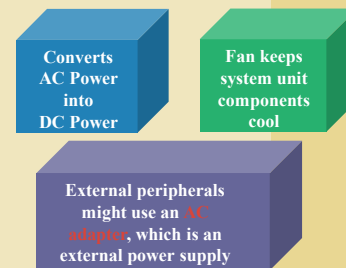 Converts
AC Power
into
DC Power
Fan keeps
system unit
components
cool
External peripherals
might use an AC
adapter, which is an
external power supply